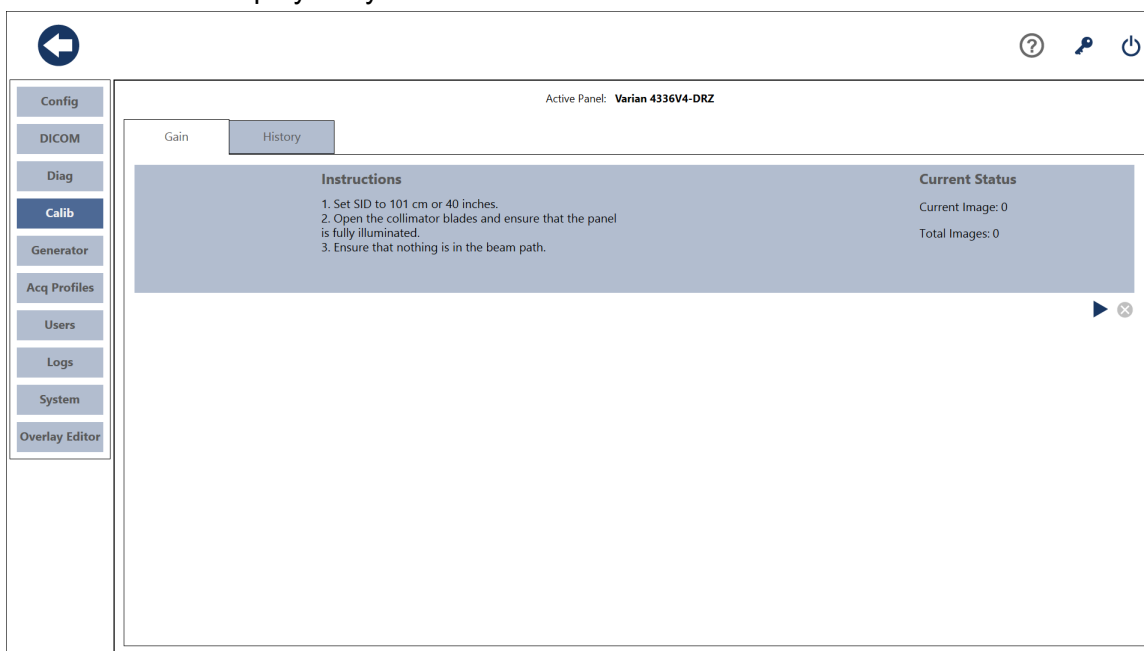 ?
Config
DICOM
Diag
Calib
Generator
Acq Profiles
Users
Logs
System
Overlay Editor
Active Panel: Varian 4336V4-DRZ
Gain
History
Instructions
1. Set SID to 101 cm or 40 inches.
2. Open the collimator blades and ensure that the panel
is fully illuminated.
3. Ensure that nothing is in the beam path.
Current Status
Current Image: 0
Total Images: 0